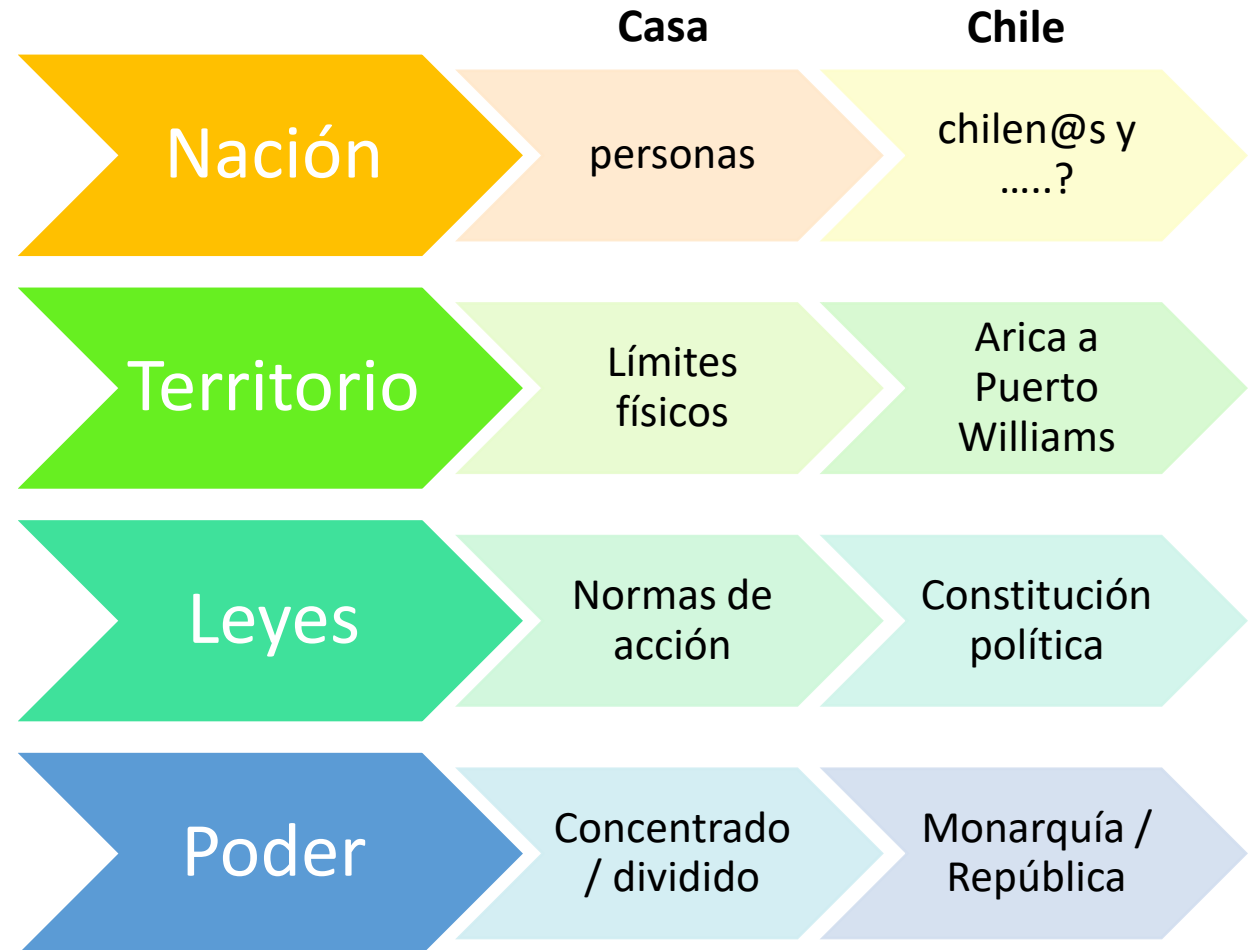 Casa
Chile
Nación
personas
chilen@s y
…..?
Territorio
Límites
físicos
Arica a
Puerto
Williams
Leyes
Normas de
acción
Constitución
política
Poder
Concentrado
/ dividido
Monarquía /
República